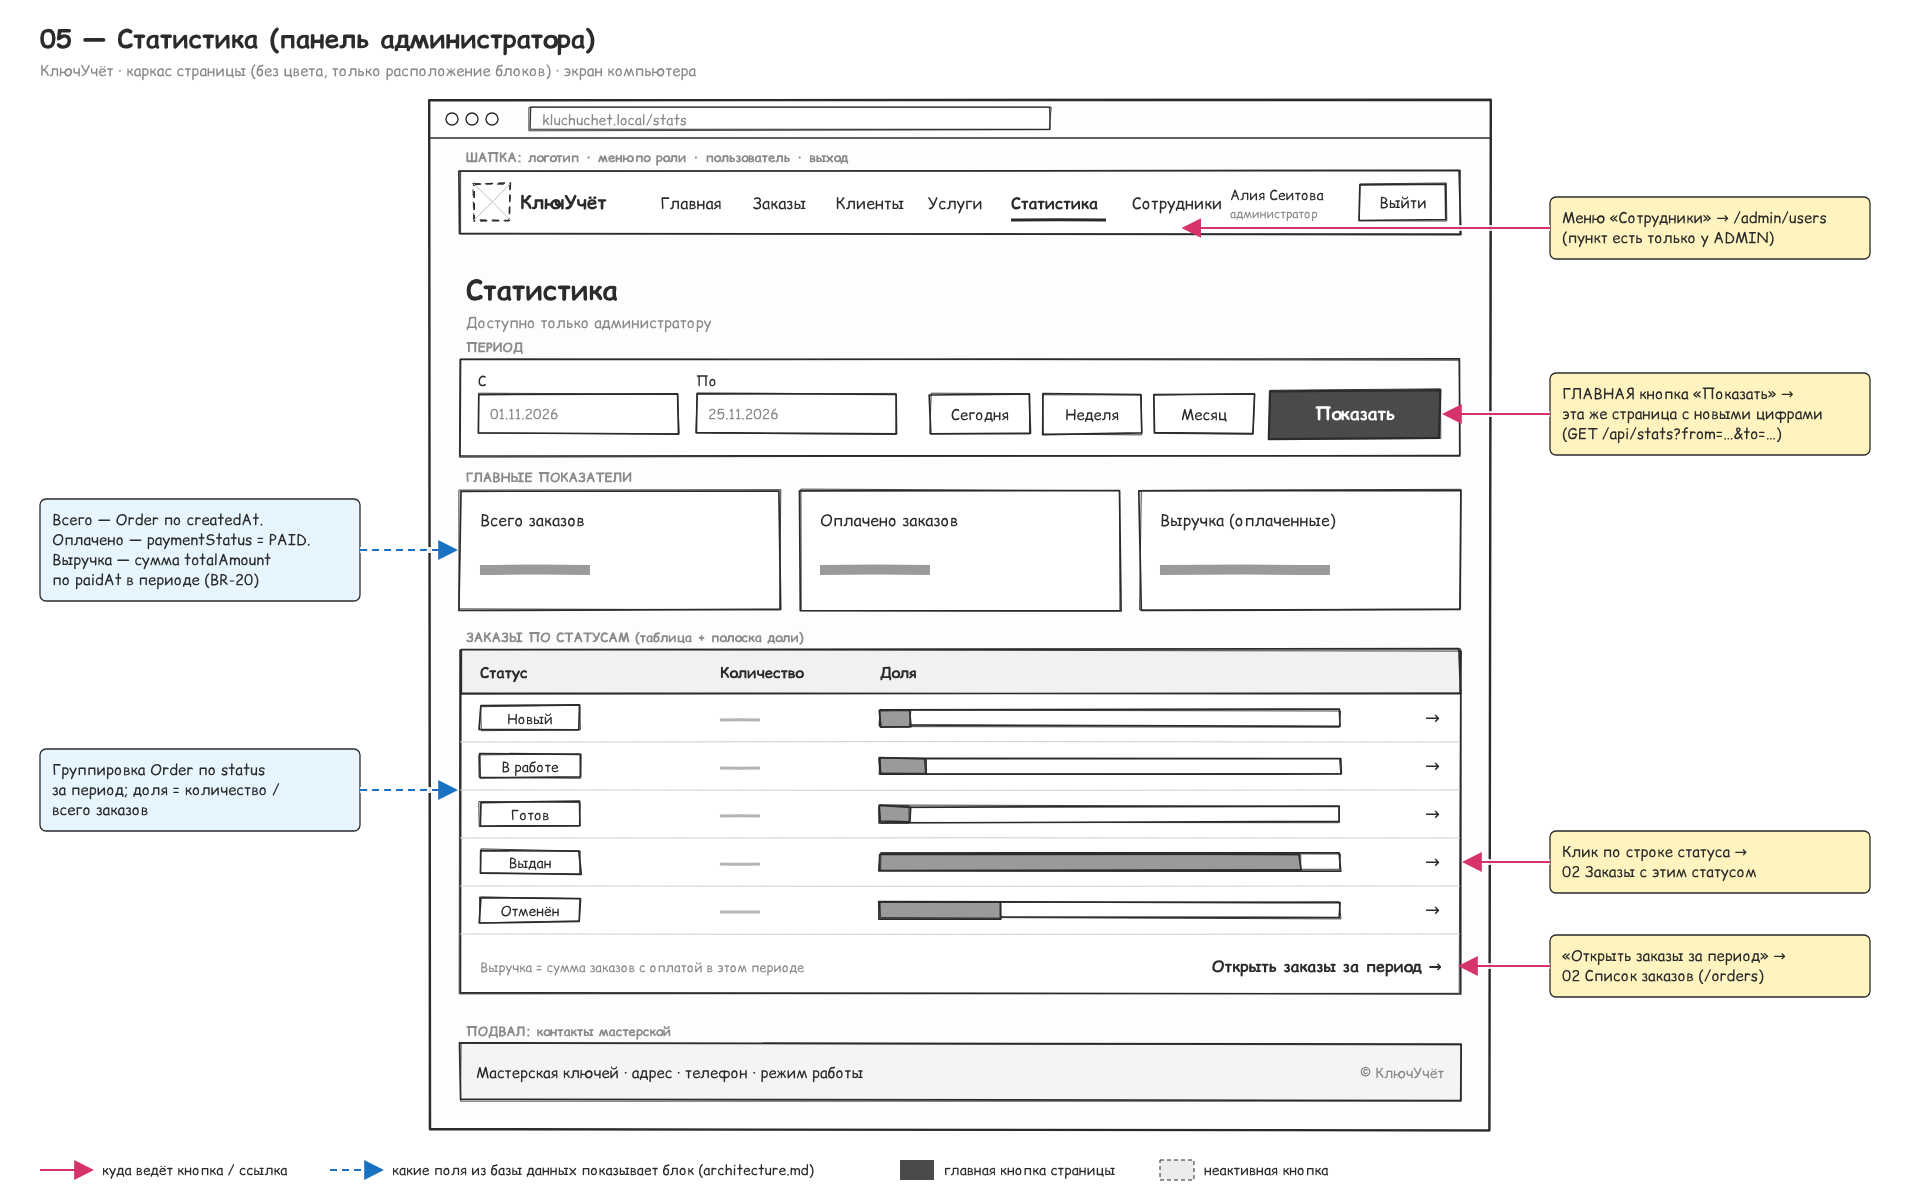 05 — Статистика (панель администратора)
КлючУчёт · каркас страницы (без цвета, только расположение блоков) · экран компьютера
kluchuchet.local/stats
ШАПКА: логотип · меню по роли · пользователь · выход
КлючУчёт
Главная
Заказы
Клиенты
Услуги
Статистика
Сотрудники
Алия Сеитова
администратор
Выйти
Меню «Сотрудники» → /admin/users
(пункт есть только у ADMIN)
Статистика
Доступно только администратору
ПЕРИОД
С
По
01.11.2026
25.11.2026
Сегодня
Неделя
Месяц
Показать
ГЛАВНАЯ кнопка «Показать» →
эта же страница с новыми цифрами
(GET /api/stats?from=…&to=…)
ГЛАВНЫЕ ПОКАЗАТЕЛИ
Всего заказов
Оплачено заказов
Выручка (оплаченные)
Всего — Order по createdAt.
Оплачено — paymentStatus = PAID.
Выручка — сумма totalAmount
по paidAt в периоде (BR-20)
ЗАКАЗЫ ПО СТАТУСАМ (таблица + полоска доли)
Статус
Количество
Доля
Новый
→
В работе
→
Готов
→
Выдан
→
Отменён
→
Группировка Order по status
за период; доля = количество /
всего заказов
Клик по строке статуса →
02 Заказы с этим статусом
Выручка = сумма заказов с оплатой в этом периоде
Открыть заказы за период →
«Открыть заказы за период» →
02 Список заказов (/orders)
ПОДВАЛ: контакты мастерской
Мастерская ключей · адрес · телефон · режим работы
© КлючУчёт
куда ведёт кнопка / ссылка
какие поля из базы данных показывает блок (architecture.md)
главная кнопка страницы
неактивная кнопка